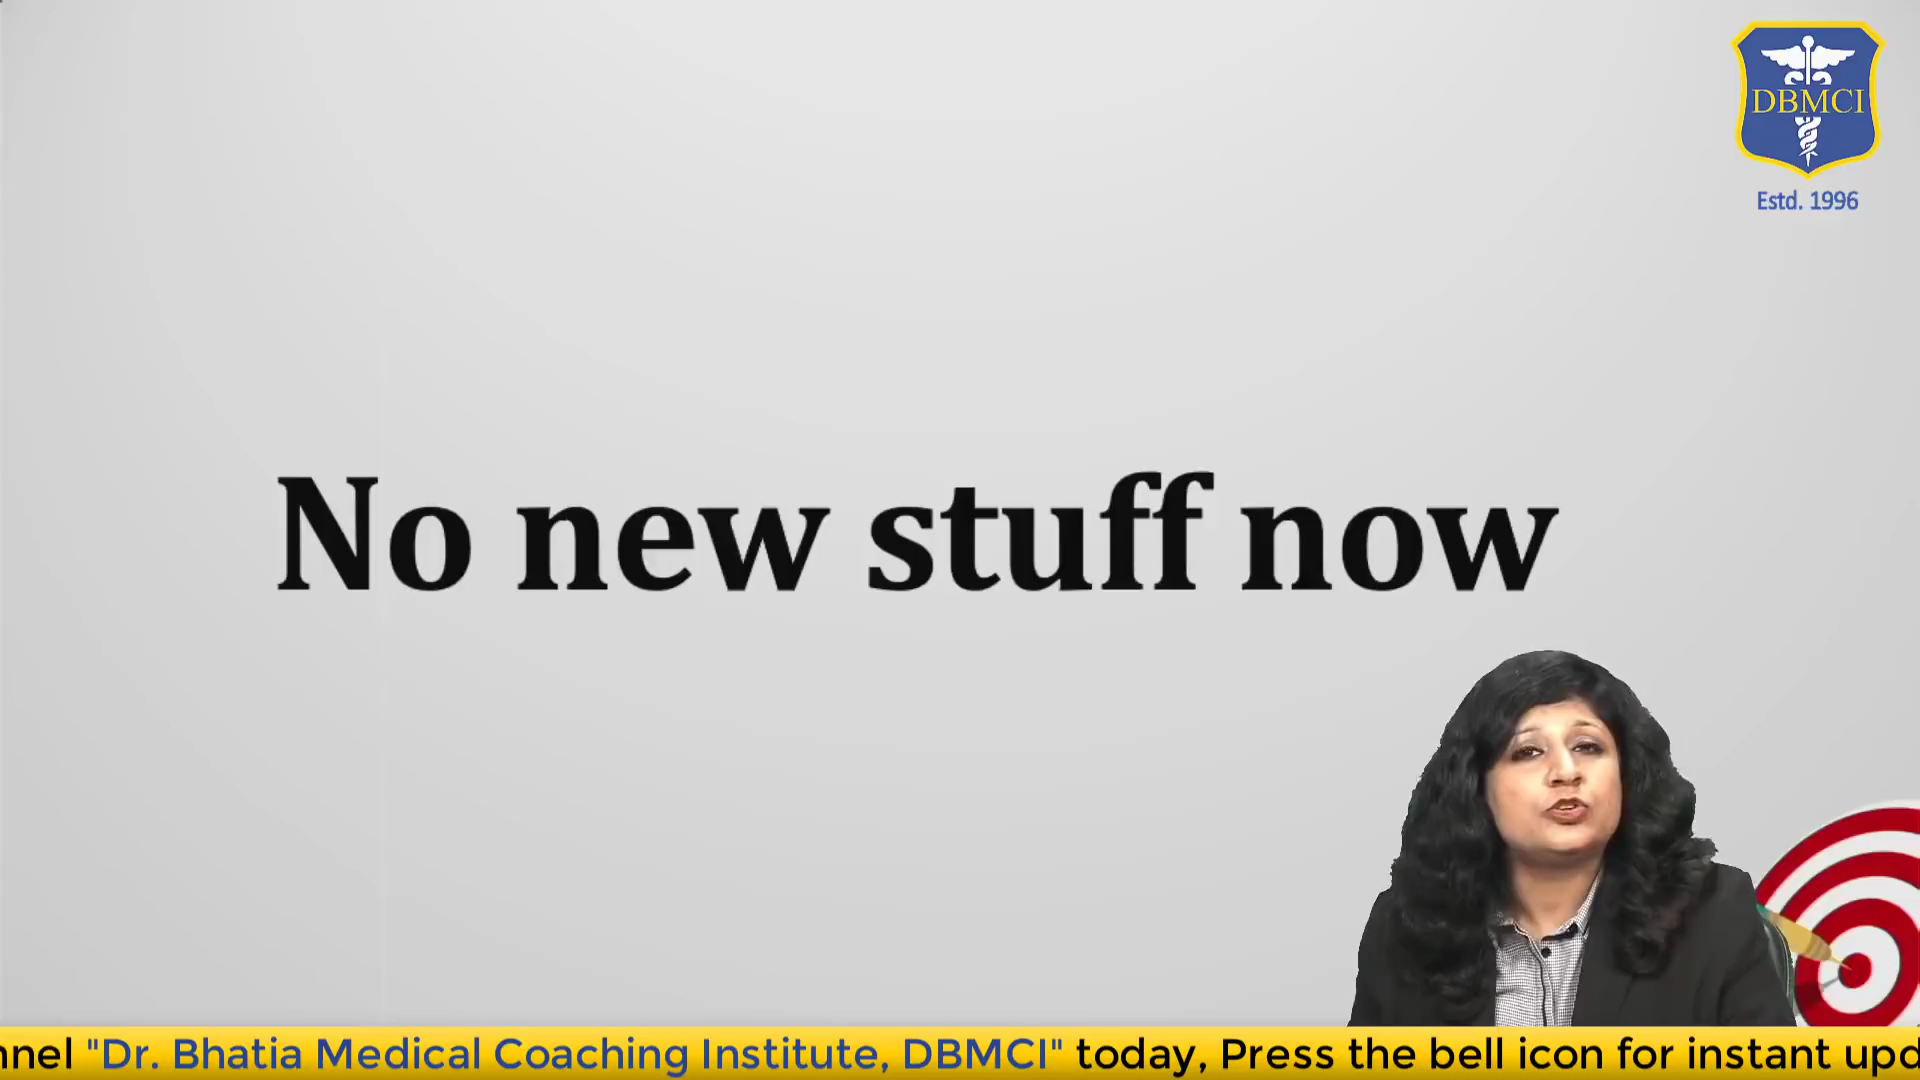 DBMCI
Estd. 1996
No new stuff now
nnel "Dr. Bhatia Medical Coaching Institute, DBMCI" today, Press the bell icon for instant upd